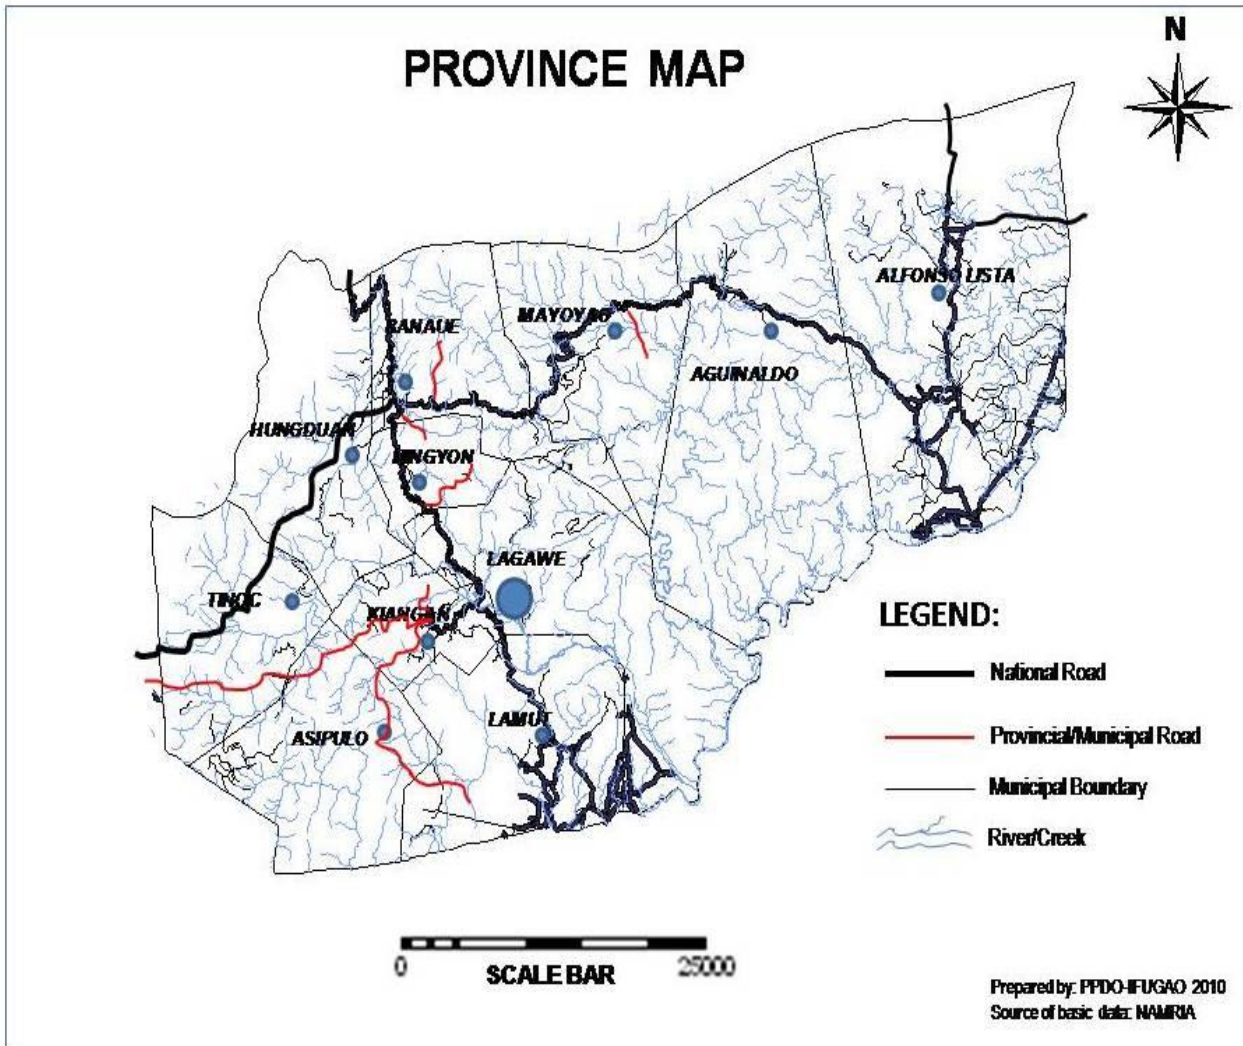 PROVINCE MAP
N
ALFONSO LISTA
MAYOYAO
BANAUE
AGUINALDO
HUNGDUAN
HINGYON
LAGAWE
TINOC
KIANGAN
LAMUT
ASIPULO
LEGEND:
National Road
Provincial/Municipal Road
Municipal Boundary
River/Creek
0 25000
SCALE BAR
Prepared by: PPDO-IFUGAO 2010
Source of basic data: NAMRIA